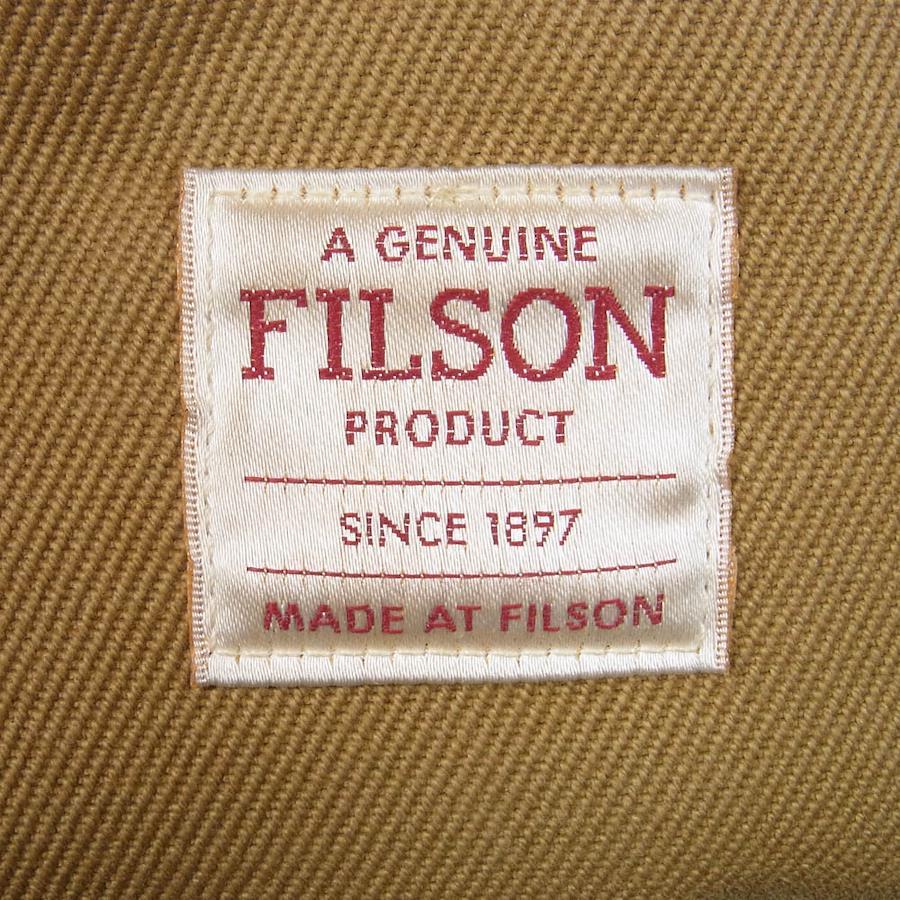 A GENUINE
FILSON
PRODUCT
SINCE 1897
MADE AT FILSON